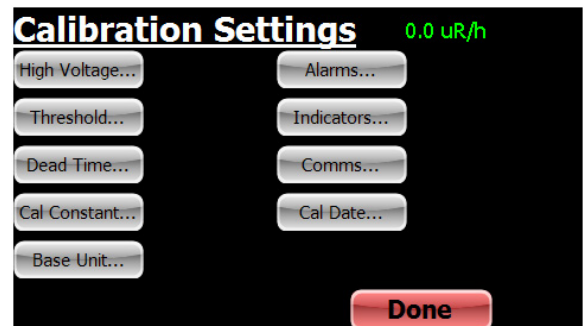 Calibration Settings 0.0 uR/h
High Voltage... Alarms...
Threshold... Indicators...
Dead Time... Comms...
Cal Constant... Cal Date...
Base Unit...
Done